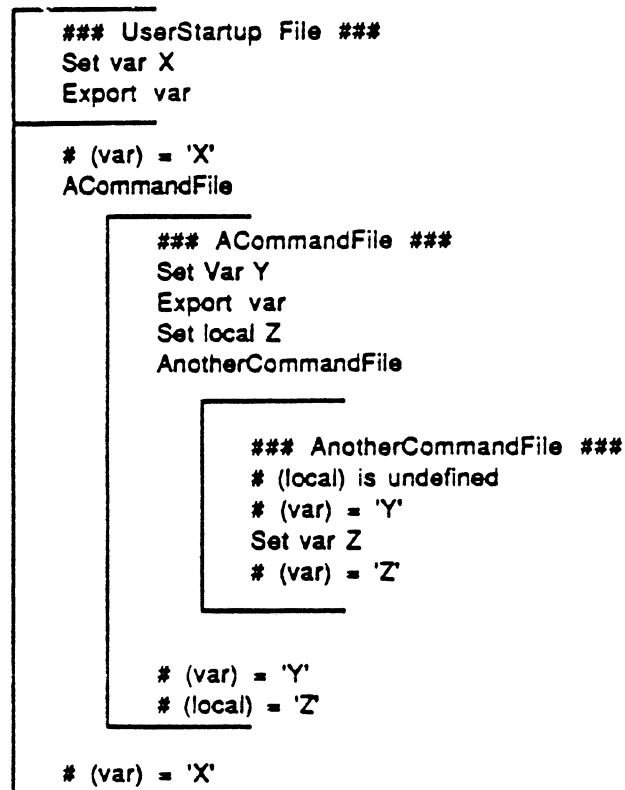 ### UserStartup File ###
Set var X
Export var
# (var) = 'X'
ACommandFile
### ACommandFile ###
Set Var Y
Export var
Set local Z
AnotherCommandFile
### AnotherCommandFile ###
# (local) is undefined
# (var) = 'Y'
Set var Z
# (var) = 'Z'
# (var) = 'Y'
# (local) = 'Z'
# (var) = 'X'